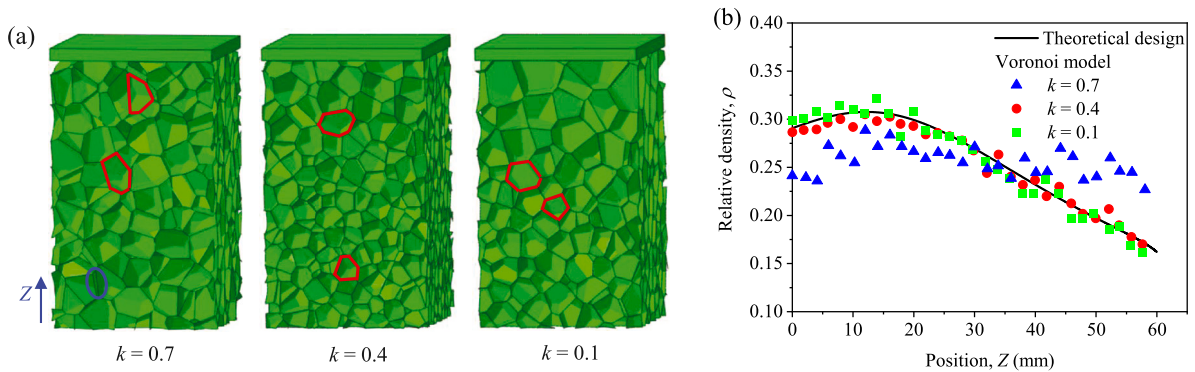 (a)
Z
k = 0.7
k = 0.4
k = 0.1
(b)
0.40
0.35
0.30
0.25
0.20
0.15
0.10
Relative density, ρ
Theoretical design
Voronoi model
k = 0.7
k = 0.4
k = 0.1
0
10
20
30
40
50
60
Position, Z (mm)